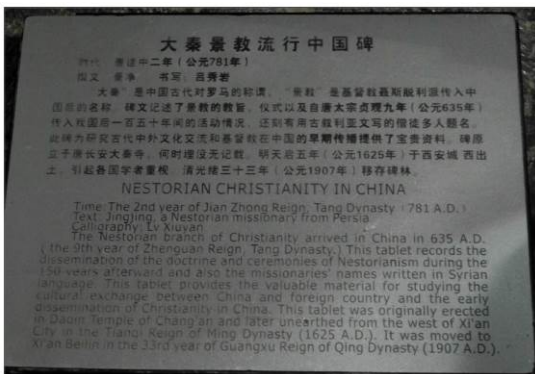 大秦景教流行中国碑
时代 唐建中二年（公元781年）
撰文 景净 书写：吕秀岩
大秦”是中国古代对罗马的称谓，“景教”是基督教聂斯脱利派传入中
国后的名称，碑文记述了景教的教旨、仪式以及自唐太宗贞观九年（公元635年）
传入我国后一百五十年间的活动情况，还刻有用古叙利亚文写的僧徒多人题名，
此碑为研究古代中外文化交流和基督教在中国的早期传播提供了宝贵资料，碑原
立于唐长安大秦寺，何时埋没无记载，明天启五年（公元1625年）于西安城西出
土，引起各国学者重视，清光绪三十三年（公元1907年）移存碑林。
NESTORIAN CHRISTIANITY IN CHINA
Time: The 2nd year of Jian Zhong Reign, Tang Dynasty (781 A.D.)
Text: Jingjing, a Nestorian missionary from Persia
Calligraphy: Lv Xiuyan
The Nestorian branch of Christianity arrived in China in 635 A.D.
( the 9th year of Zhenguan Reign, Tang Dynasty.) This tablet records the
dissemination of the doctrine and ceremonies of Nestorianism during the
150 years afterward and also the missionaries' names written in Syrian
language. This tablet provides the valuable material for studying the
cultural exchange between China and foreign country and the early
dissemination of Christianity in China. This tablet was originally erected
in Daqin Temple of Chang'an and later unearthed from the west of Xi'an
City in the Tianqi Reign of Ming Dynasty (1625 A.D.). It was moved to
Xi'an Beilin in the 33rd year of Guangxu Reign of Qing Dynasty (1907 A.D.).